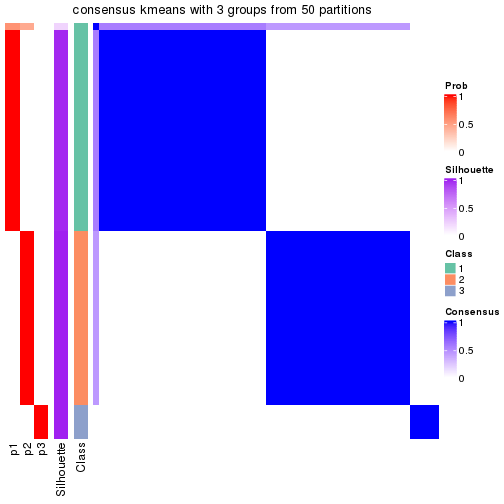 consensus kmeans with 3 groups from 50 partitions
Prob
1
0.5
0
Silhouette
1
0.5
0
Class
1
2
3
Consensus
1
0.5
0
p1
p2
p3
Silhouette
Class